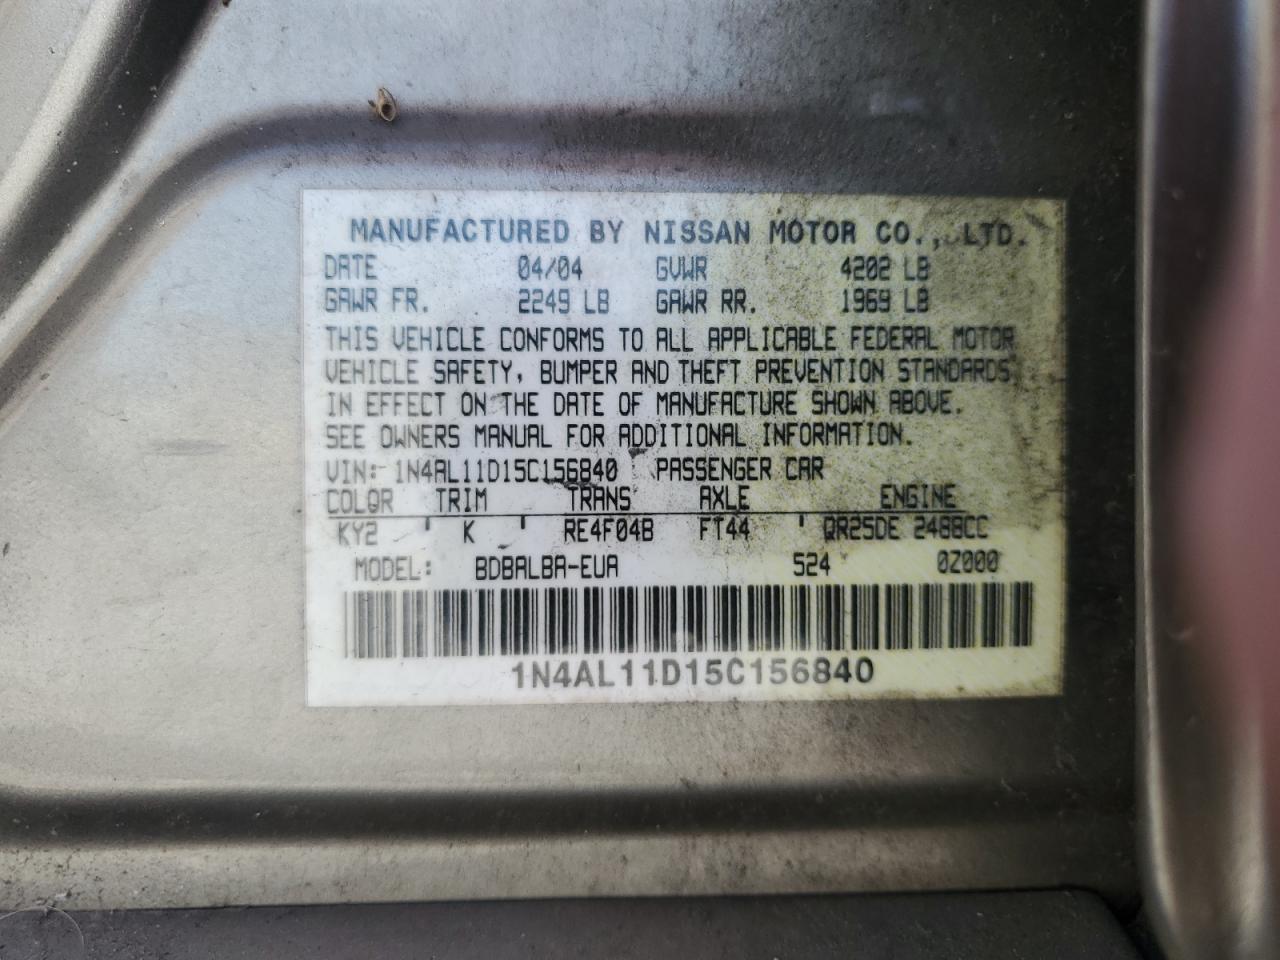 MANUFACTURED BY NISSAN MOTOR CO., LTD.
DATE 04/04 GVWR 4202 LB
GAWR FR. 2249 LB GAWR RR. 1969 LB
THIS VEHICLE CONFORMS TO ALL APPLICABLE FEDERAL MOTOR
VEHICLE SAFETY, BUMPER AND THEFT PREVENTION STANDARDS
IN EFFECT ON THE DATE OF MANUFACTURE SHOWN ABOVE.
SEE OWNERS MANUAL FOR ADDITIONAL INFORMATION.
VIN: 1N4AL11D15C156840 PASSENGER CAR
COLOR TRIM TRANS AXLE ENGINE
KY2 ' K ' RE4F04B FT44 ' QR25DE 2488CC
MODEL: BDBALBA-EUA 524 0Z000
1N4AL11D15C156840